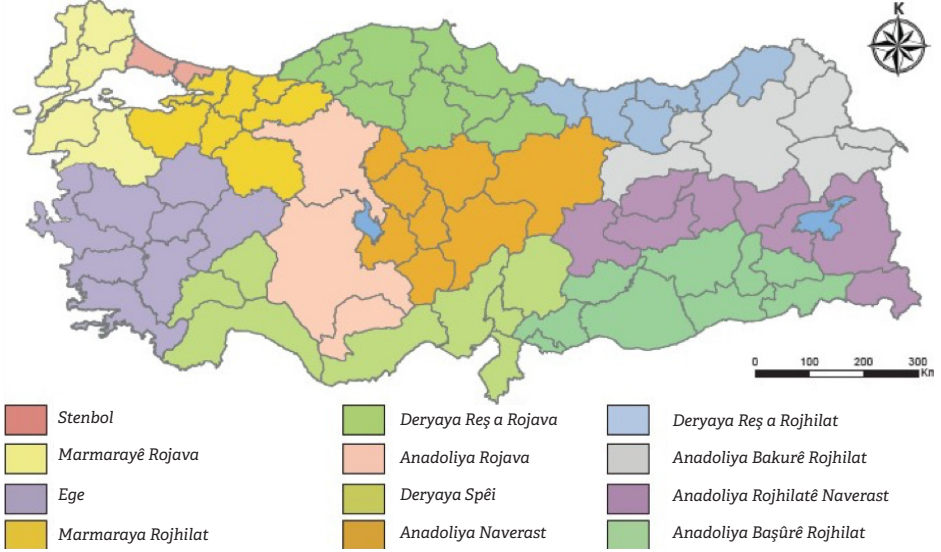 K
0 100 200 300
Km
Stenbol
Marmarayê Rojava
Ege
Marmaraya Rojhilat
Deryaya Reş a Rojava
Anadoliya Rojava
Deryaya Spêi
Anadoliya Naverast
Deryaya Reş a Rojhilat
Anadoliya Bakurê Rojhilat
Anadoliya Rojhilatê Naverast
Anadoliya Başûrê Rojhilat